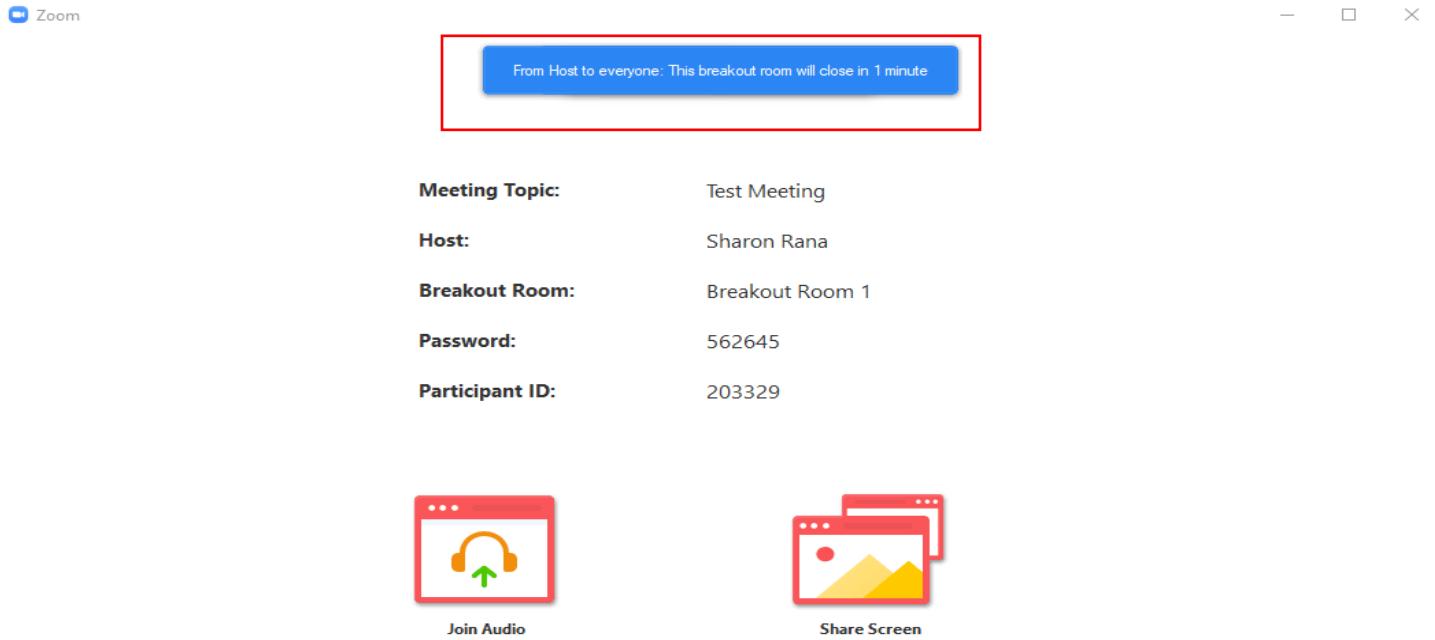 Zoom
From Host to everyone: This breakout room will close in 1 minute
Meeting Topic: Test Meeting
Host: Sharon Rana
Breakout Room: Breakout Room 1
Password: 562645
Participant ID: 203329
Join Audio Share Screen